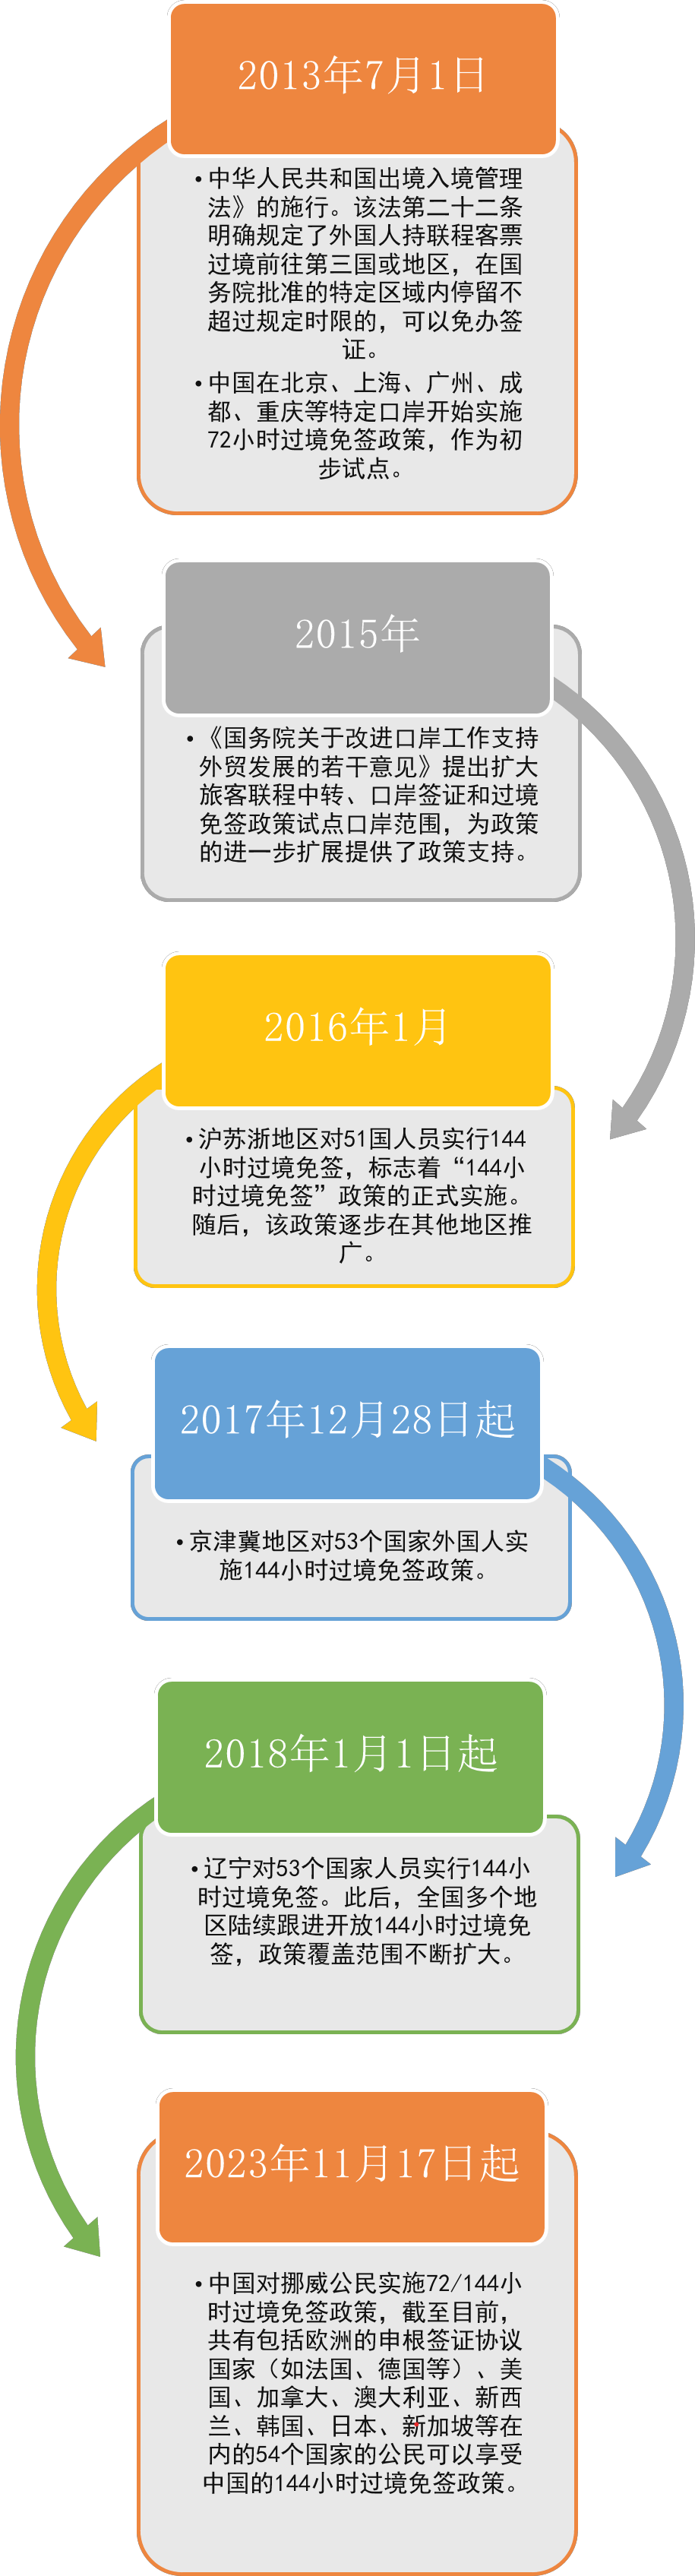 2013年7月1日
•中华人民共和国出境入境管理
法》的施行。该法第二十二条
明确规定了外国人持联程客票
过境前往第三国或地区，在国
务院批准的特定区域内停留不
超过规定时限的，可以免办签
证。
•中国在北京、上海、广州、成
都、重庆等特定口岸开始实施
72小时过境免签政策，作为初
步试点。
2015年
•《国务院关于改进口岸工作支持
外贸发展的若干意见》提出扩大
旅客联程中转、口岸签证和过境
免签政策试点口岸范围，为政策
的进一步扩展提供了政策支持。
2016年1月
•沪苏浙地区对51国人员实行144
小时过境免签，标志着“144小
时过境免签”政策的正式实施。
随后，该政策逐步在其他地区推
广。
2017年12月28日起
•京津冀地区对53个国家外国人实
施144小时过境免签政策。
2018年1月1日起
•辽宁对53个国家人员实行144小
时过境免签。此后，全国多个地
区陆续跟进开放144小时过境免
签，政策覆盖范围不断扩大。
2023年11月17日起
•中国对挪威公民实施72/144小
时过境免签政策，截至目前，
共有包括欧洲的申根签证协议
国家（如法国、德国等）、美
国、加拿大、澳大利亚、新西
兰、韩国、日本、新加坡等在
内的54个国家的公民可以享受
中国的144小时过境免签政策。